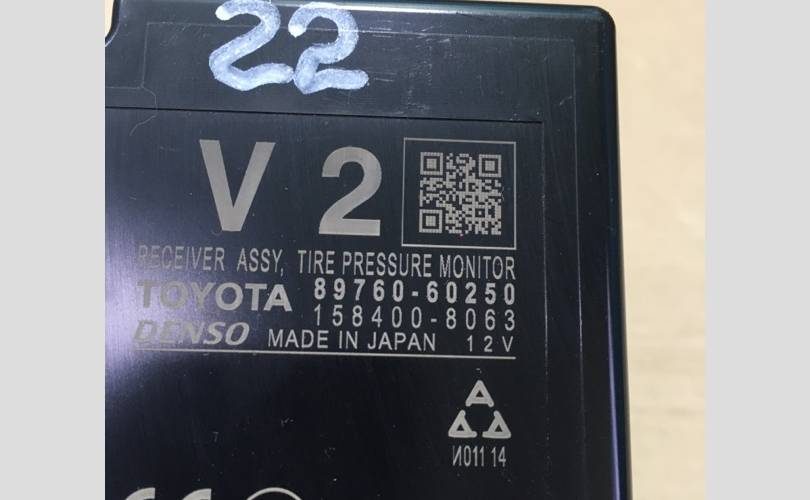 22
V 2
RECEIVER ASSY, TIRE PRESSURE MONITOR
TOYOTA 89760-60250
158400-8063
DENSO MADE IN JAPAN 12V
A
A A
И011 14